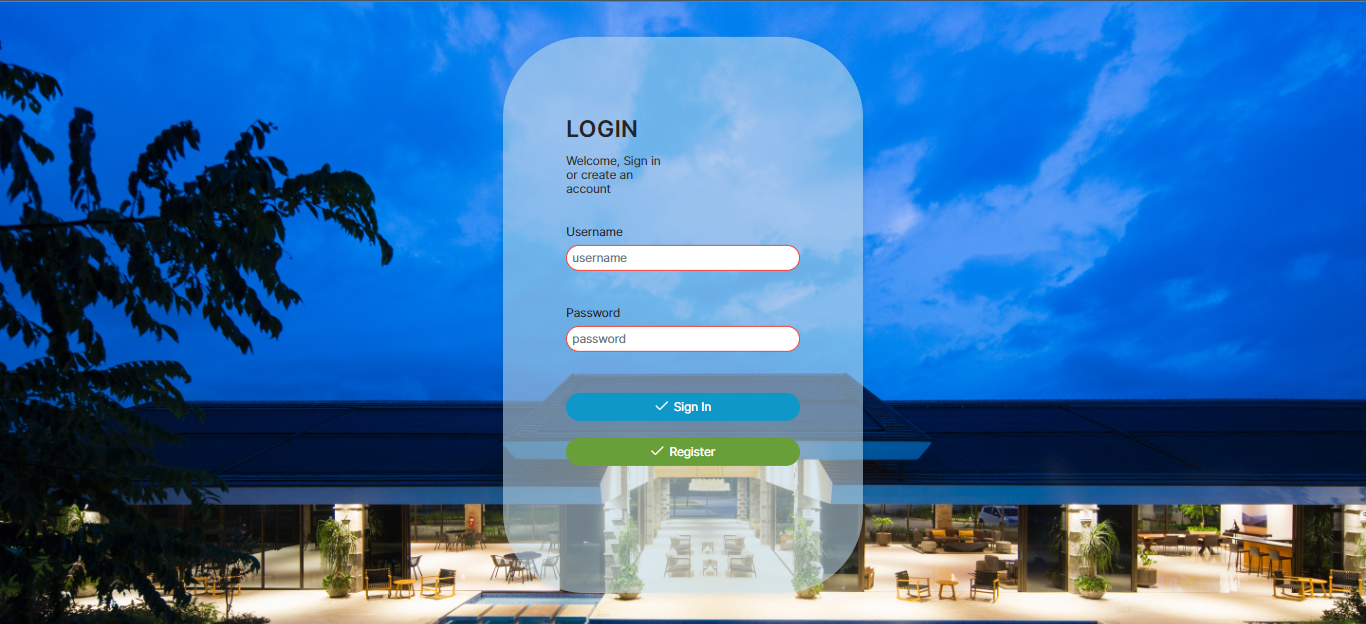 LOGIN
Welcome, Sign in
or create an
account
Username
username
Password
password
Sign In
Register